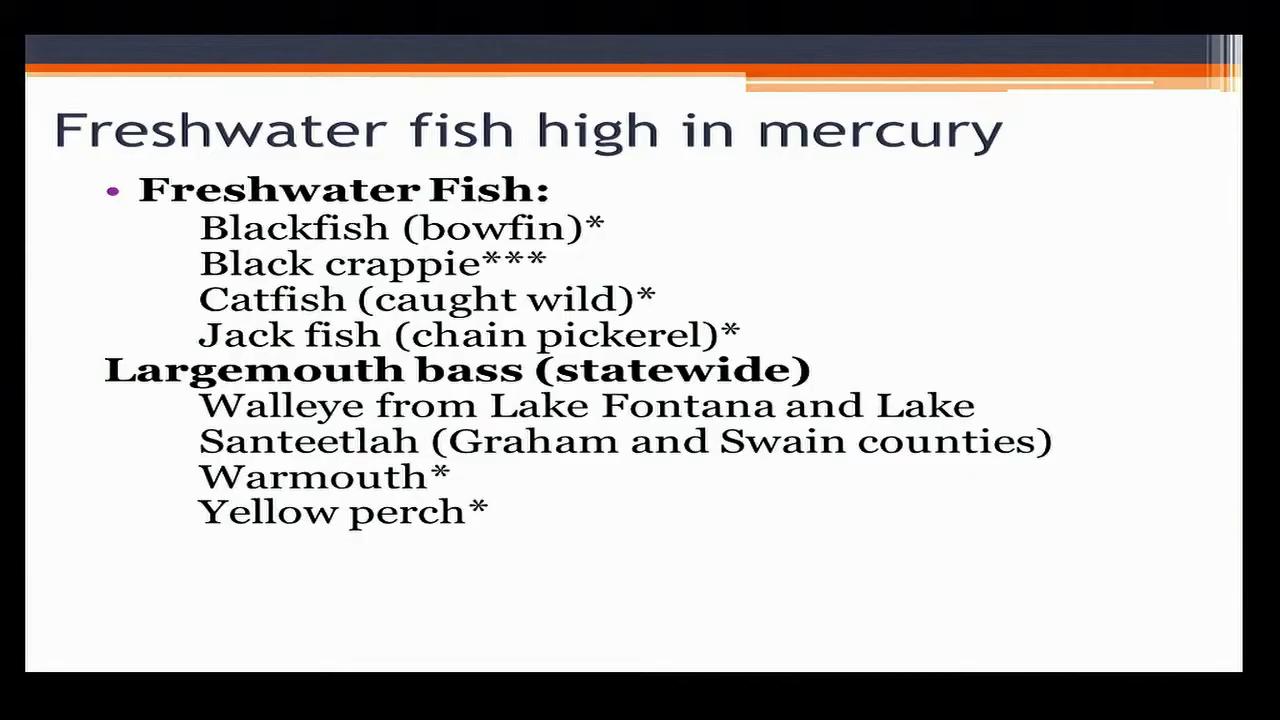 Freshwater fish high in mercury
• Freshwater Fish:
Blackfish (bowfin)*
Black crappie***
Catfish (caught wild)*
Jack fish (chain pickerel)*
Largemouth bass (statewide)
Walleye from Lake Fontana and Lake
Santeetlah (Graham and Swain counties)
Warmouth*
Yellow perch*